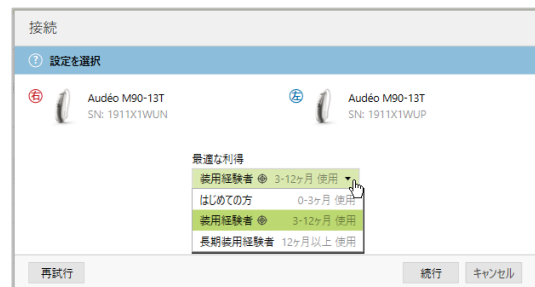 接続
? 設定を選択
右 Audéo M90-13T
SN: 1911X1WUN
左 Audéo M90-13T
SN: 1911X1WUP
最適な利得
装用経験者 3-12ヶ月 使用
はじめての方 0-3ヶ月 使用
装用経験者 3-12ヶ月 使用
長期装用経験者 12ヶ月以上 使用
再試行 続行 キャンセル